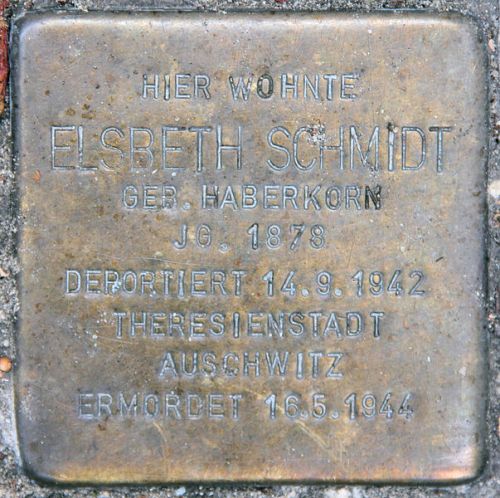 HIER WOHNTE
ELSBETH SCHMIDT
GEB. HABERKORN
JG. 1878
DEPORTIERT 14.9.1942
THERESIENSTADT
AUSCHWITZ
ERMORDET 16.5.1944